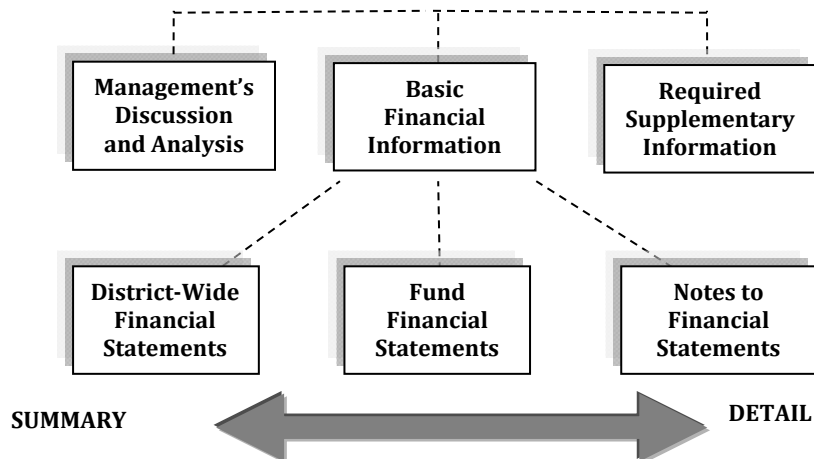 Management’s
Discussion
and Analysis
Basic
Financial
Information
Required
Supplementary
Information
District-Wide
Financial
Statements
Fund
Financial
Statements
Notes to
Financial
Statements
SUMMARY
DETAIL